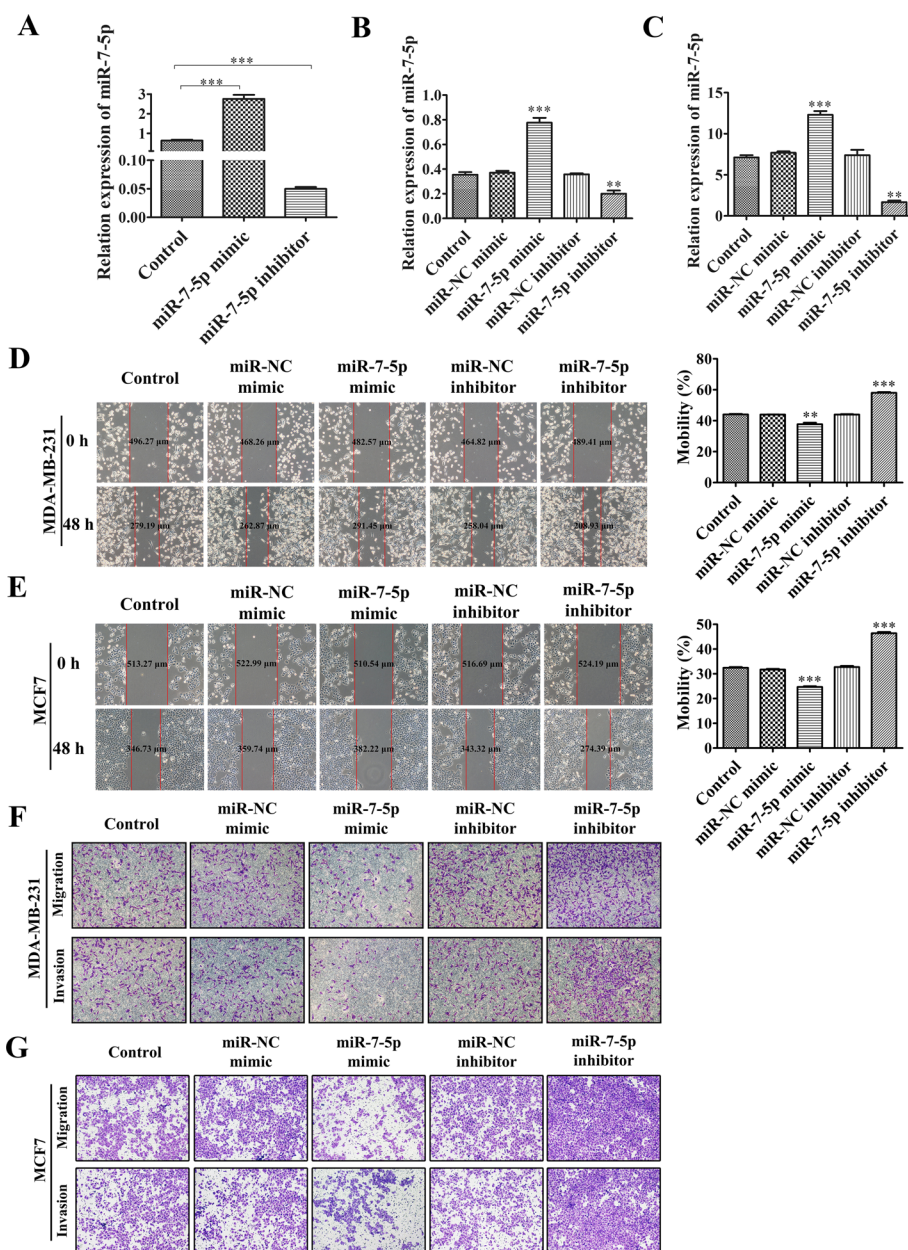 A
Relation expression of miR-7-5p
***
***
3
2
1
0.10
0.05
0.00
Control
miR-7-5p mimic
miR-7-5p inhibitor
B
Relation expression of miR-7-5p
1.0
0.8
0.6
0.4
0.2
0.0
***
**
Control
miR-NC mimic
miR-7-5p mimic
miR-NC inhibitor
miR-7-5p inhibitor
C
Relation expression of miR-7-5p
15
10
5
0
***
**
Control
miR-NC mimic
miR-7-5p mimic
miR-NC inhibitor
miR-7-5p inhibitor
D
Control
miR-NC
mimic
miR-7-5p
mimic
miR-NC
inhibitor
miR-7-5p
inhibitor
MDA-MB-231
0 h
496.27 μm
468.26 μm
482.57 μm
464.82 μm
489.41 μm
48 h
279.19 μm
262.87 μm
291.45 μm
258.04 μm
208.93 μm
Mobility (%)
80
60
40
20
0
**
***
Control
miR-NC mimic
miR-7-5p mimic
miR-NC inhibitor
miR-7-5p inhibitor
E
Control
miR-NC
mimic
miR-7-5p
mimic
miR-NC
inhibitor
miR-7-5p
inhibitor
MCF7
0 h
513.27 μm
522.99 μm
510.54 μm
516.69 μm
524.19 μm
48 h
346.73 μm
359.74 μm
382.22 μm
343.32 μm
274.39 μm
Mobility (%)
50
40
30
20
10
0
***
***
Control
miR-NC mimic
miR-7-5p mimic
miR-NC inhibitor
miR-7-5p inhibitor
F
Control
miR-NC
mimic
miR-7-5p
mimic
miR-NC
inhibitor
miR-7-5p
inhibitor
MDA-MB-231
Migration
Invasion
G
Control
miR-NC
mimic
miR-7-5p
mimic
miR-NC
inhibitor
miR-7-5p
inhibitor
MCF7
Migration
Invasion